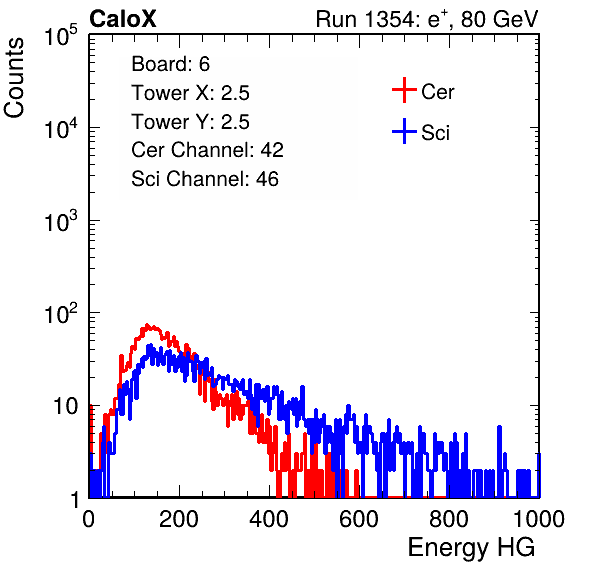 CaloX Run 1354: e⁺, 80 GeV
Counts
10⁵
10⁴
10³
10²
10
1
Board: 6
Tower X: 2.5
Tower Y: 2.5
Cer Channel: 42
Sci Channel: 46
Cer
Sci
0 200 400 600 800 1000
Energy HG